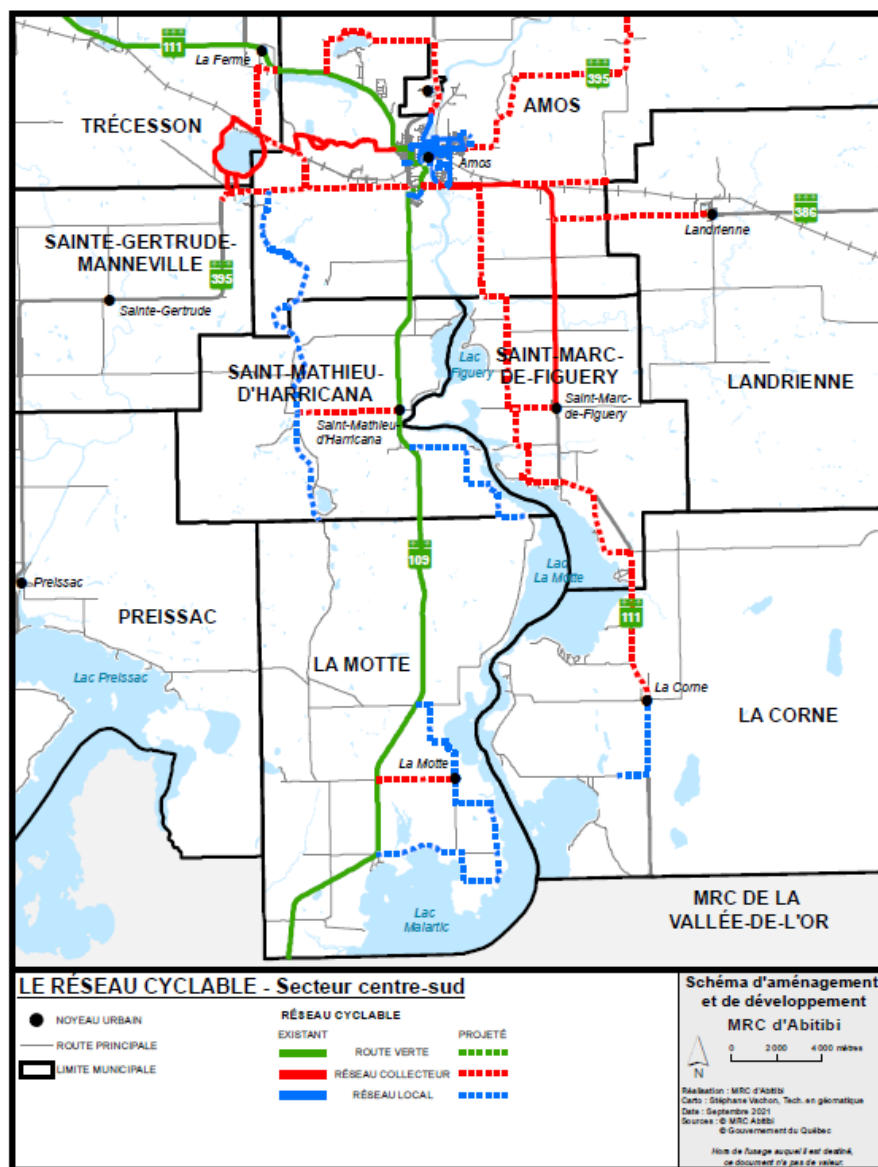 111
La Ferme
395
AMOS
TRÉCESSON
Amos
386
Landrienne
SAINTE-GERTRUDE-
MANNEVILLE
395
Sainte-Gertrude
Lac
Figuery
SAINT-MARC-
DE-FIGUERY
SAINT-MATHIEU-
D'HARRICANA
LANDRIENNE
Saint-Mathieu-
d'Harricana
Saint-Marc-
de-Figuery
109
Lac
La Motte
Preissac
PREISSAC
111
LA MOTTE
Lac Preissac
La Corne
LA CORNE
La Motte
MRC DE LA
VALLÉE-DE-L'OR
Lac
Malartic
LE RÉSEAU CYCLABLE - Secteur centre-sud
NOYEAU URBAIN
ROUTE PRINCIPALE
LIMITE MUNICIPALE
RÉSEAU CYCLABLE
EXISTANT PROJETÉ
ROUTE VERTE
RÉSEAU COLLECTEUR
RÉSEAU LOCAL
Schéma d'aménagement
et de développement
MRC d'Abitibi
0 2 000 4 000 mètres
N
Réalisation : MRC d'Abitibi
Carto : Stéphane Vachon, Tech. en géomatique
Date : Septembre 2021
Sources : © MRC Abitibi
© Gouvernement du Québec
Hors de l'usage auquel il est destiné,
ce document n'a pas de valeur.